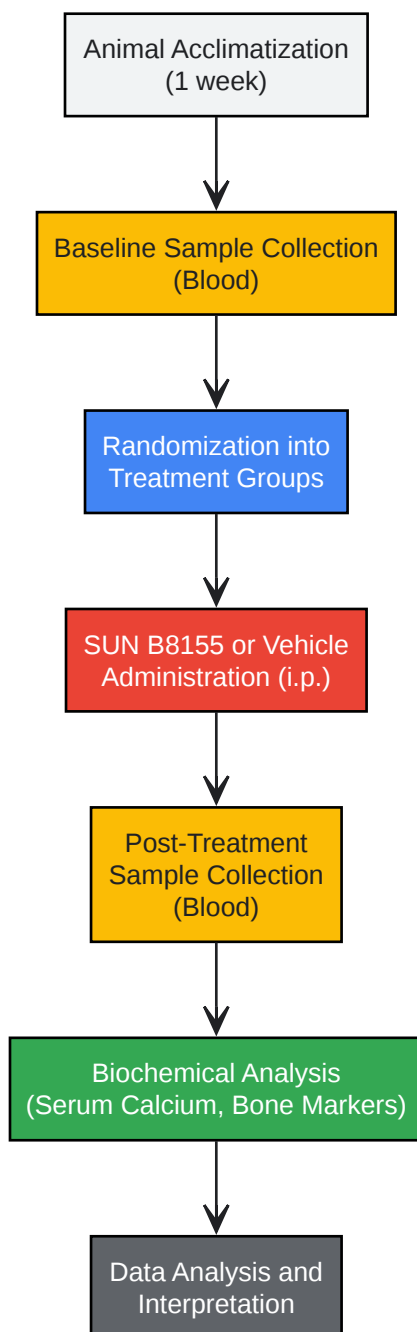 Animal Acclimatization
(1 week)
Baseline Sample Collection
(Blood)
Randomization into
Treatment Groups
SUN B8155 or Vehicle
Administration (i.p.)
Post-Treatment
Sample Collection
(Blood)
Biochemical Analysis
(Serum Calcium, Bone Markers)
Data Analysis and
Interpretation